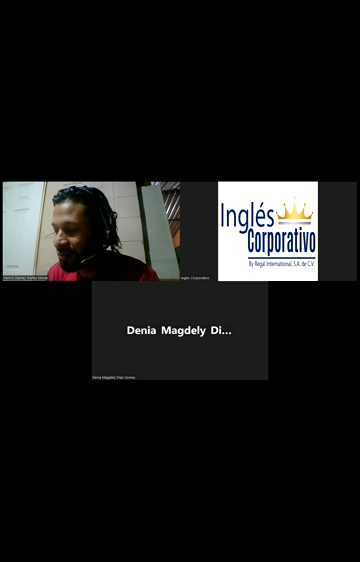 Inglés
Corporativo
By Regal International, S.A. de C.V.
Inglés Corporativo
Denia Magdely Di...
Denia Magdely Diaz Gomez